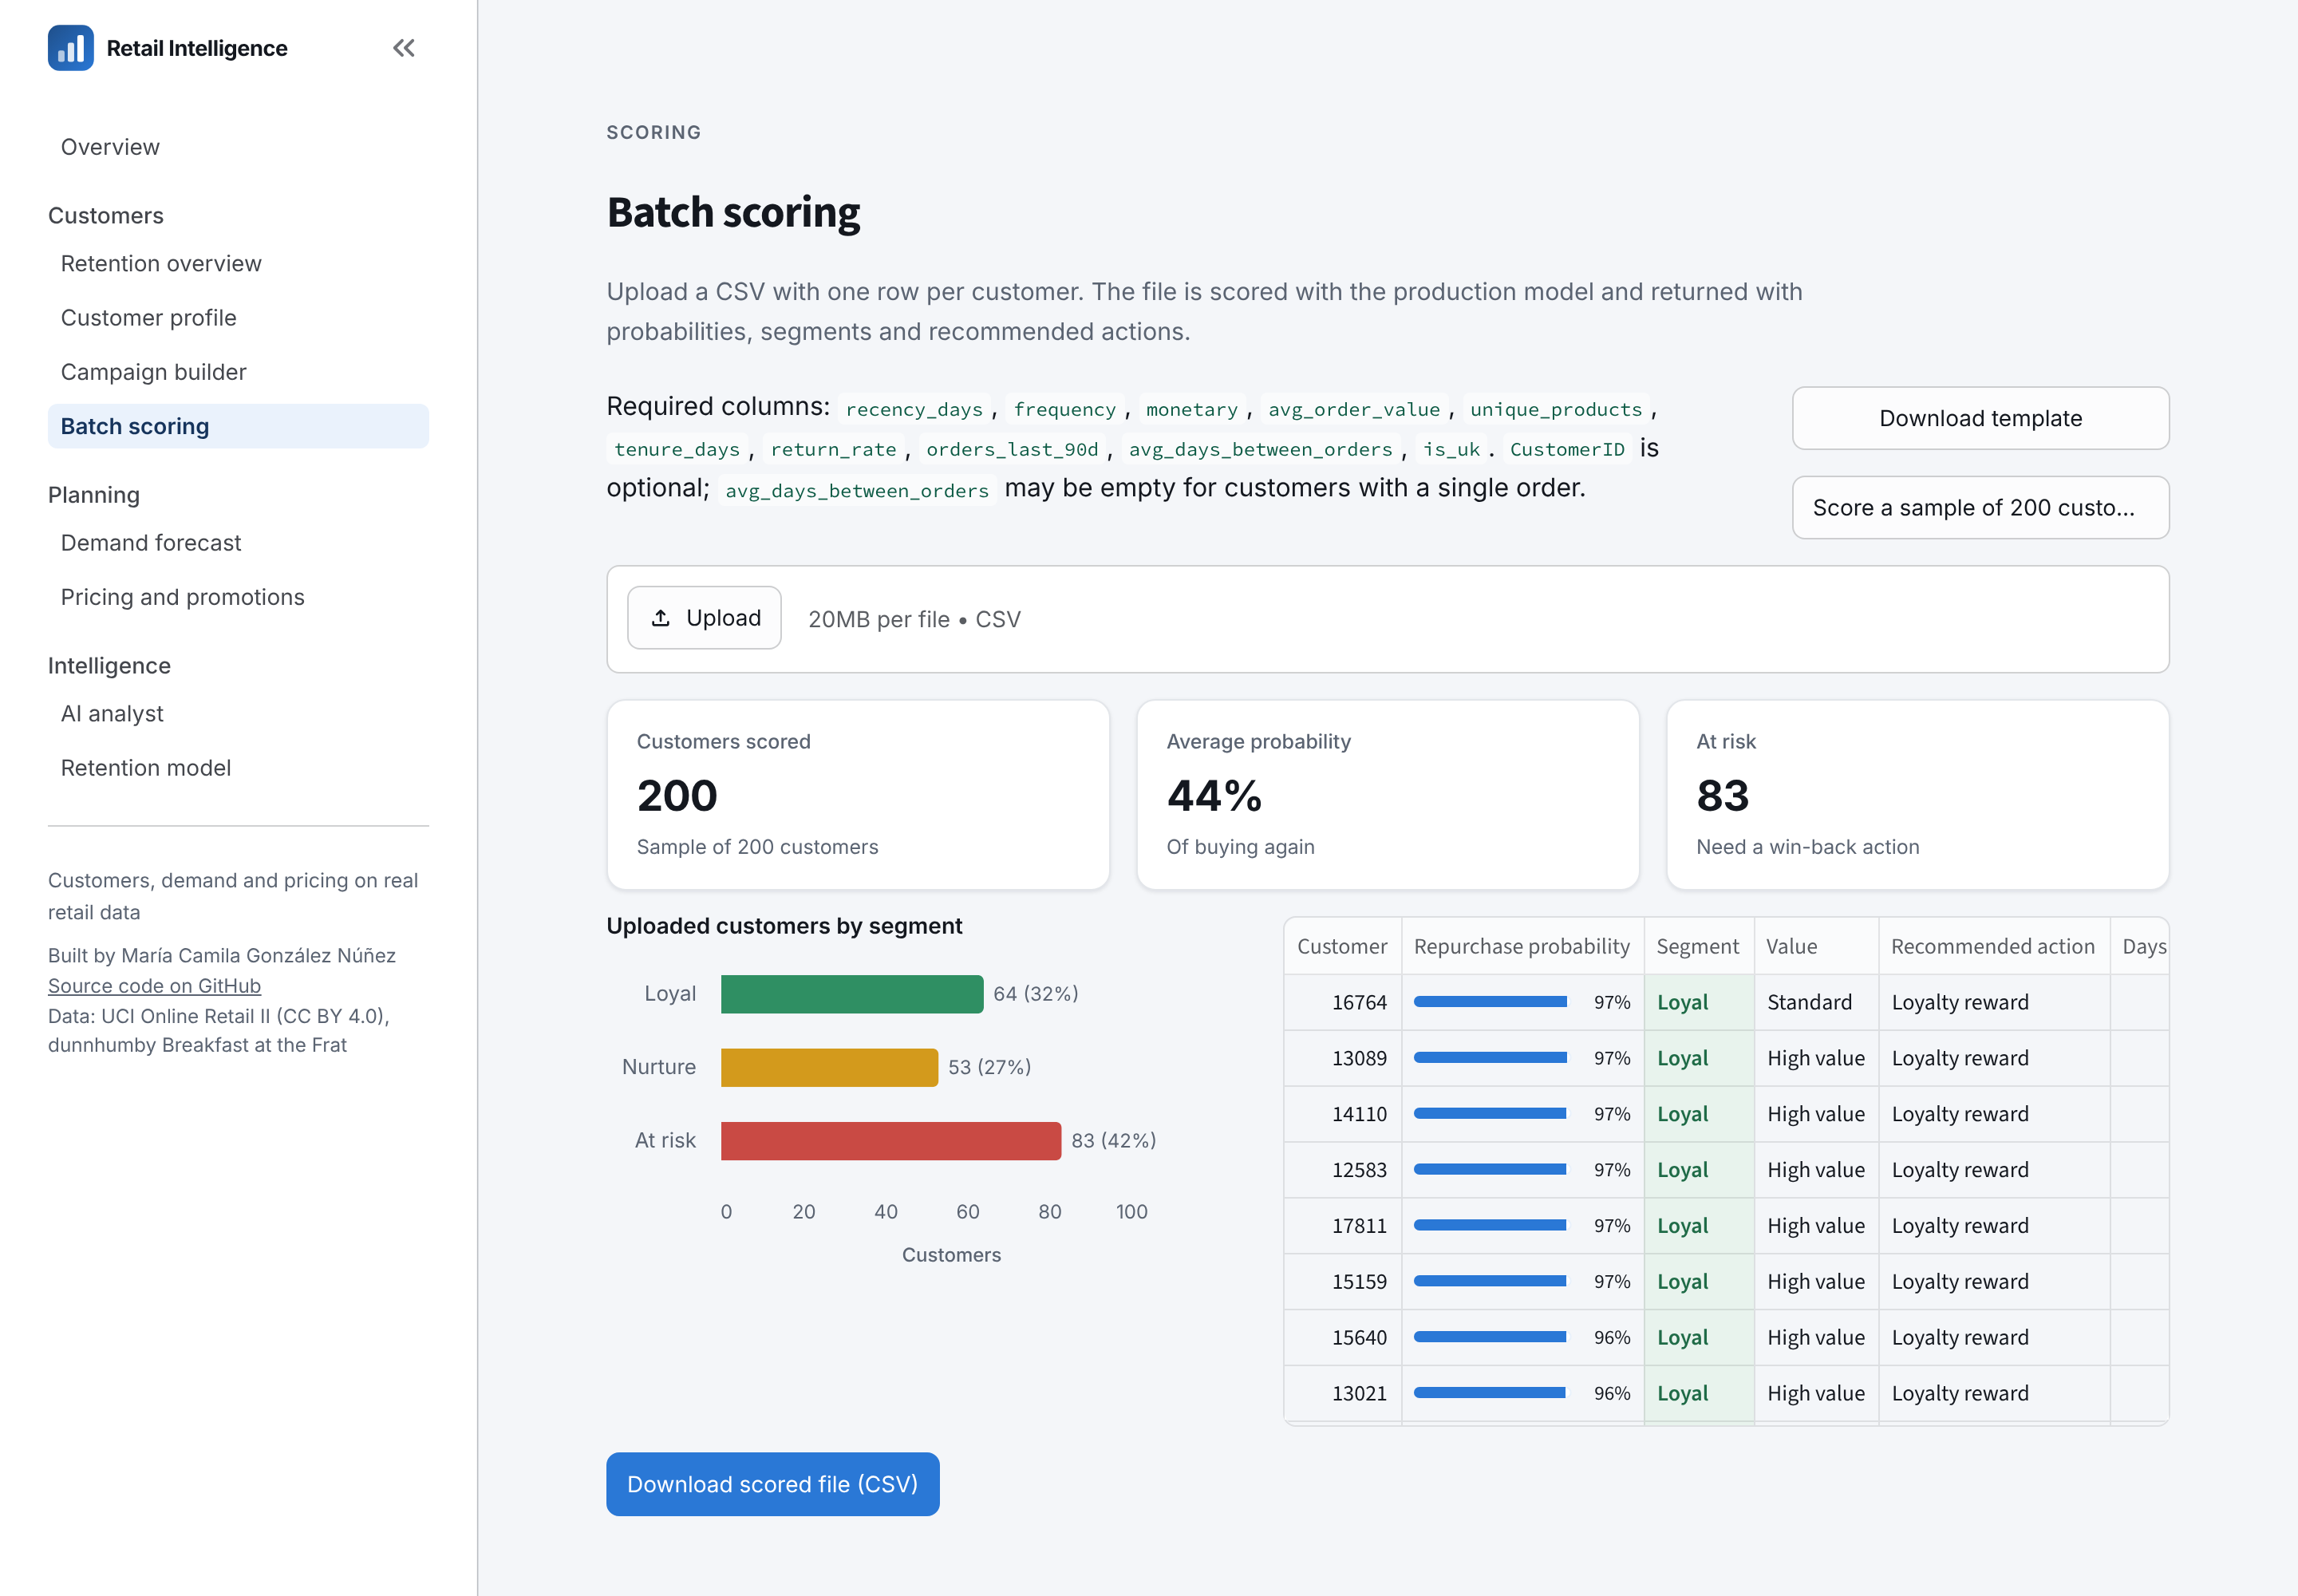 Retail Intelligence
Overview
Customers
Retention overview
Customer profile
Campaign builder
Batch scoring
Planning
Demand forecast
Pricing and promotions
Intelligence
AI analyst
Retention model
Customers, demand and pricing on real
retail data
Built by María Camila González Núñez
Source code on GitHub
Data: UCI Online Retail II (CC BY 4.0),
dunnhumby Breakfast at the Frat
SCORING
Batch scoring
Upload a CSV with one row per customer. The file is scored with the production model and returned with
probabilities, segments and recommended actions.
Required columns: recency_days, frequency, monetary, avg_order_value, unique_products,
tenure_days, return_rate, orders_last_90d, avg_days_between_orders, is_uk. CustomerID is
optional; avg_days_between_orders may be empty for customers with a single order.
Download template
Score a sample of 200 custo...
Upload 20MB per file • CSV
Customers scored
200
Sample of 200 customers
Average probability
44%
Of buying again
At risk
83
Need a win-back action
Uploaded customers by segment
Loyal 64 (32%)
Nurture 53 (27%)
At risk 83 (42%)
0 20 40 60 80 100
Customers
Customer Repurchase probability Segment Value Recommended action Days
16764 97% Loyal Standard Loyalty reward
13089 97% Loyal High value Loyalty reward
14110 97% Loyal High value Loyalty reward
12583 97% Loyal High value Loyalty reward
17811 97% Loyal High value Loyalty reward
15159 97% Loyal High value Loyalty reward
15640 96% Loyal High value Loyalty reward
13021 96% Loyal High value Loyalty reward
Download scored file (CSV)